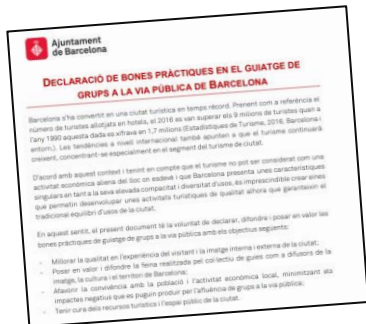 Ajuntament
de Barcelona
DECLARACIÓ DE BONES PRÀCTIQUES EN EL GUIATGE DE
GRUPS A LA VIA PÚBLICA DE BARCELONA
Barcelona s'ha convertit en una ciutat turística en temps rècord. Prenent com a referència el
número de turistes allotjats en hotels, el 2016 es van superar els 9 milions de turistes quan a
l'any 1990 aquesta dada es xifrava en 1,7 milions (Estadístiques de Turisme, 2016, Barcelona i
entorn.). Les tendències a nivell internacional també apunten a que el turisme continuarà
creixent, concentrant-se especialment en el segment del turisme de ciutat.
D'acord amb aquest context i tenint en compte que el turisme no pot ser considerat com una
activitat econòmica aliena del lloc on esdevé i que Barcelona presenta unes característiques
singulars en tant a la seva elevada compacitat i diversitat d'usos, és imprescindible crear eines
que permetin desenvolupar unes activitats turístiques de qualitat alhora que garanteixin el
tradicional equilibri d'usos de la ciutat.
En aquest sentit, el present document té la voluntat de declarar, difondre i posar en valor les
bones pràctiques de guiatge de grups a la via pública amb els objectius següents:
- Millorar la qualitat en l'experiència del visitant i la imatge interna i externa de la ciutat;
- Posar en valor i difondre la feina realitzada pel col·lectiu de guies com a difusors de la
imatge, la cultura i el territori de Barcelona;
- Afavorir la convivència amb la població i l'activitat econòmica local, minimitzant els
impactes negatius que es puguin produir per l'afluència de grups a la via pública;
- Tenir cura dels recursos turístics i l'espai públic de la ciutat.